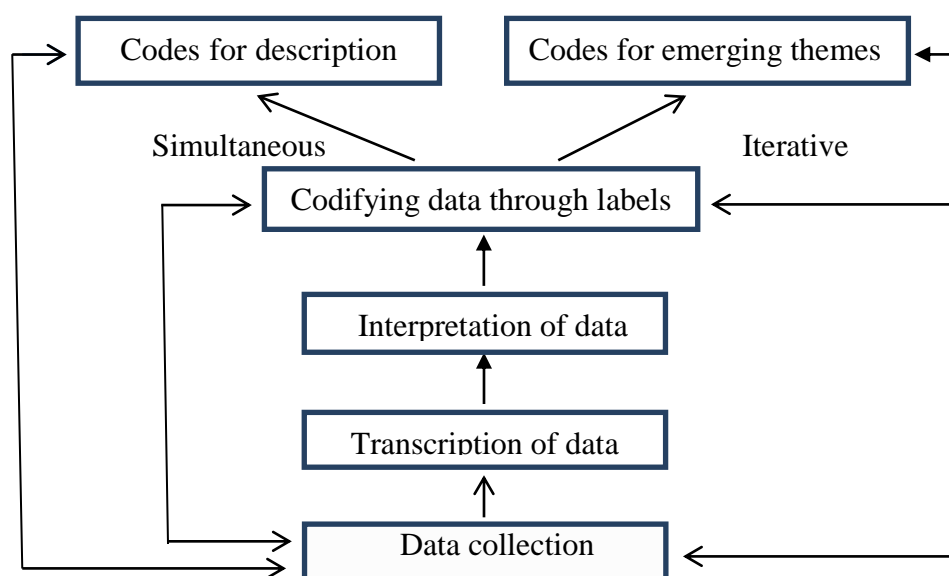 Codes for description
Codes for emerging themes
Simultaneous
Iterative
Codifying data through labels
Interpretation of data
Transcription of data
Data collection